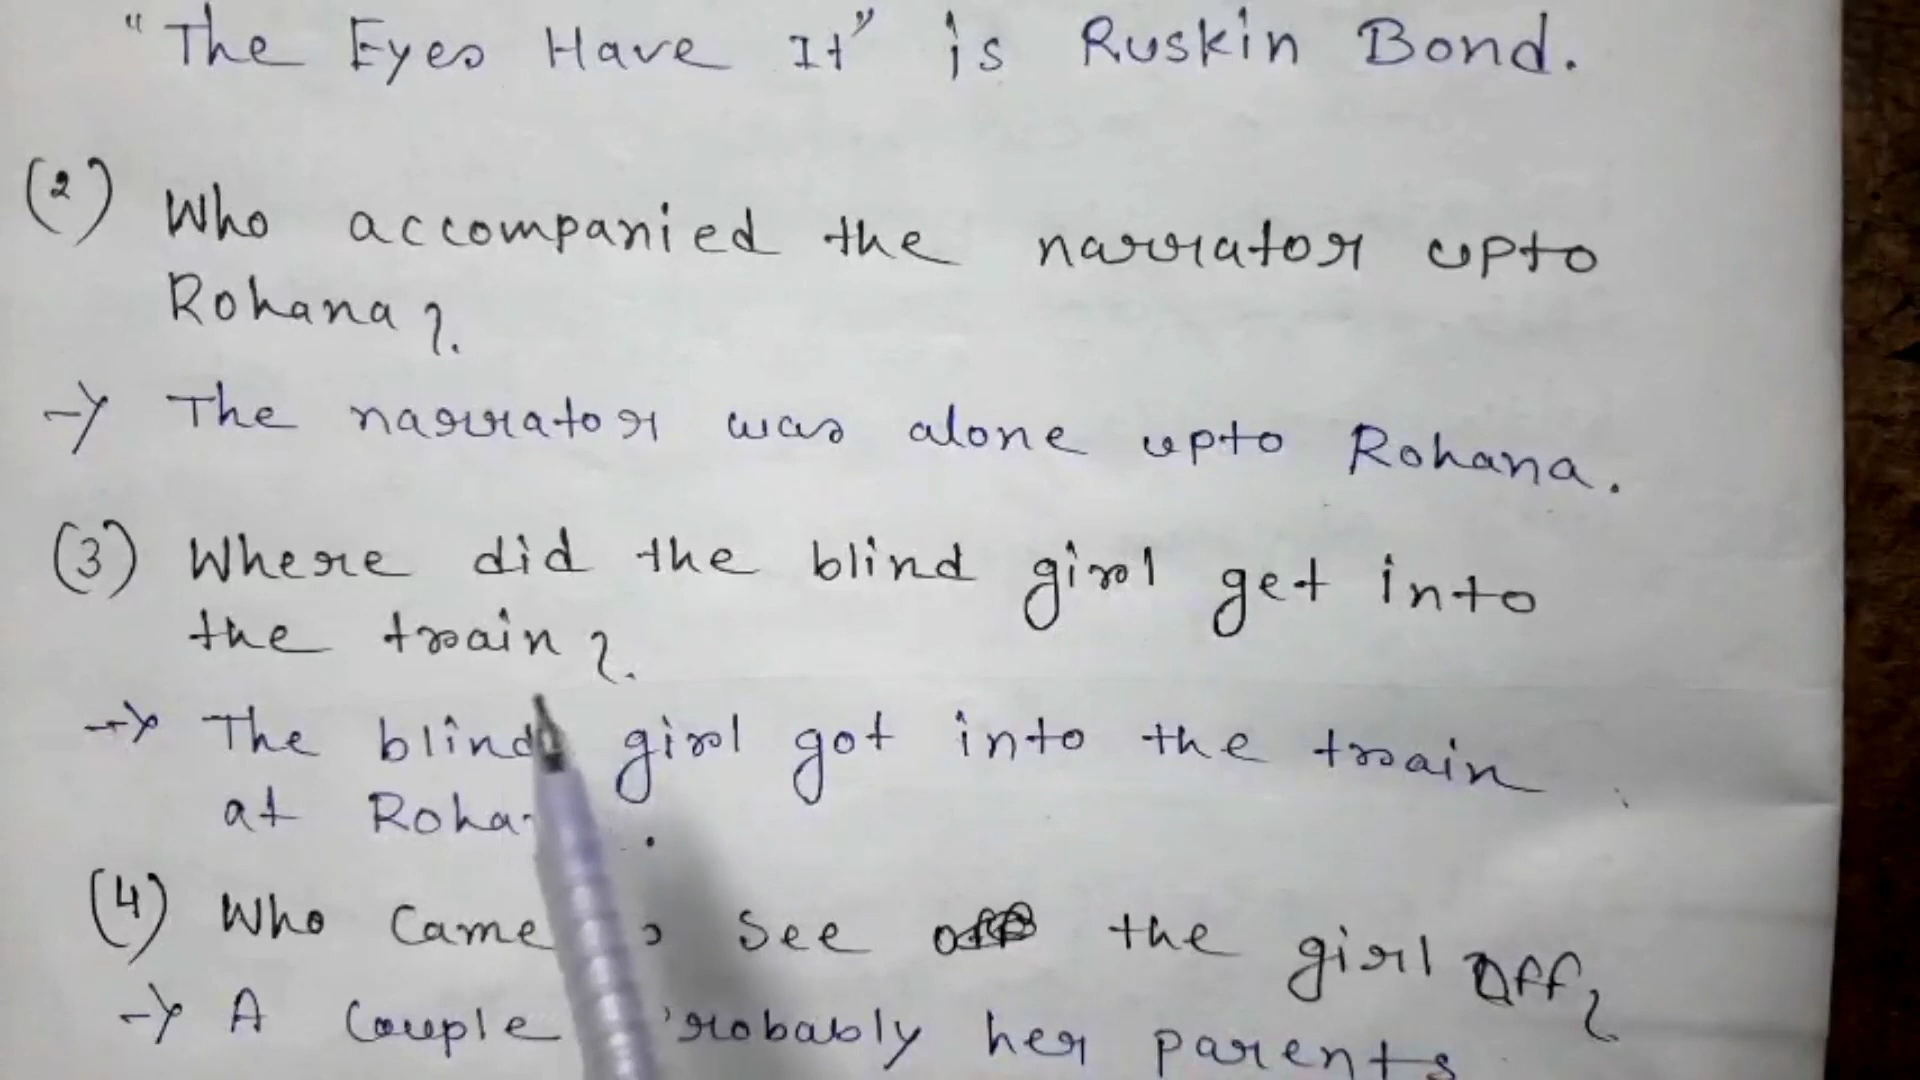 "The Eyes Have It" is Ruskin Bond.
(2) Who accompanied the narrator upto
Rohana?.
→ The narrator was alone upto Rohana.
(3) Where did the blind girl get into
the train?.
→ The blind girl got into the train
at
(4) Who Came see the girl Off?
→ A Couple her parents